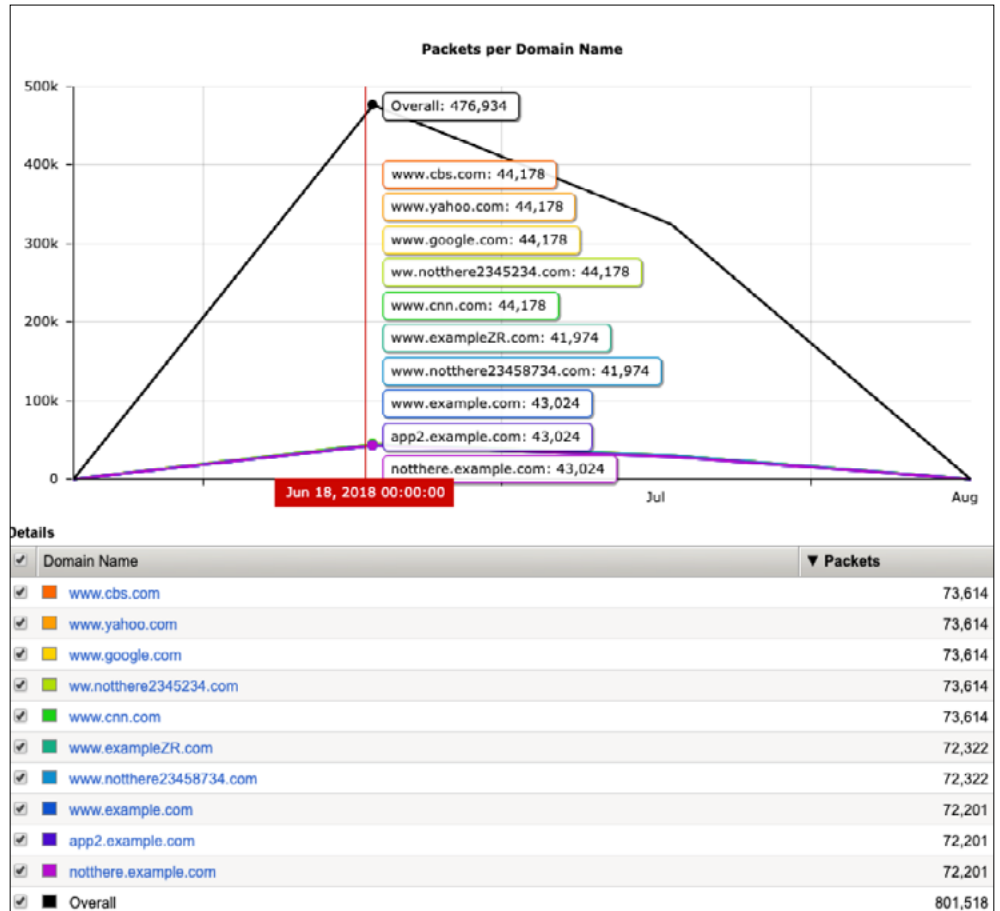 Packets per Domain Name
500k
Overall: 476,934
400k
www.cbs.com: 44,178
www.yahoo.com: 44,178
www.google.com: 44,178
300k
ww.notthere2345234.com: 44,178
www.cnn.com: 44,178
200k
www.exampleZR.com: 41,974
www.notthere23458734.com: 41,974
www.example.com: 43,024
100k
app2.example.com: 43,024
notthere.example.com: 43,024
0
Jun 18, 2018 00:00:00
Jul
Aug
Details
Domain Name ▼ Packets
www.cbs.com 73,614
www.yahoo.com 73,614
www.google.com 73,614
ww.notthere2345234.com 73,614
www.cnn.com 73,614
www.exampleZR.com 72,322
www.notthere23458734.com 72,322
www.example.com 72,201
app2.example.com 72,201
notthere.example.com 72,201
Overall 801,518